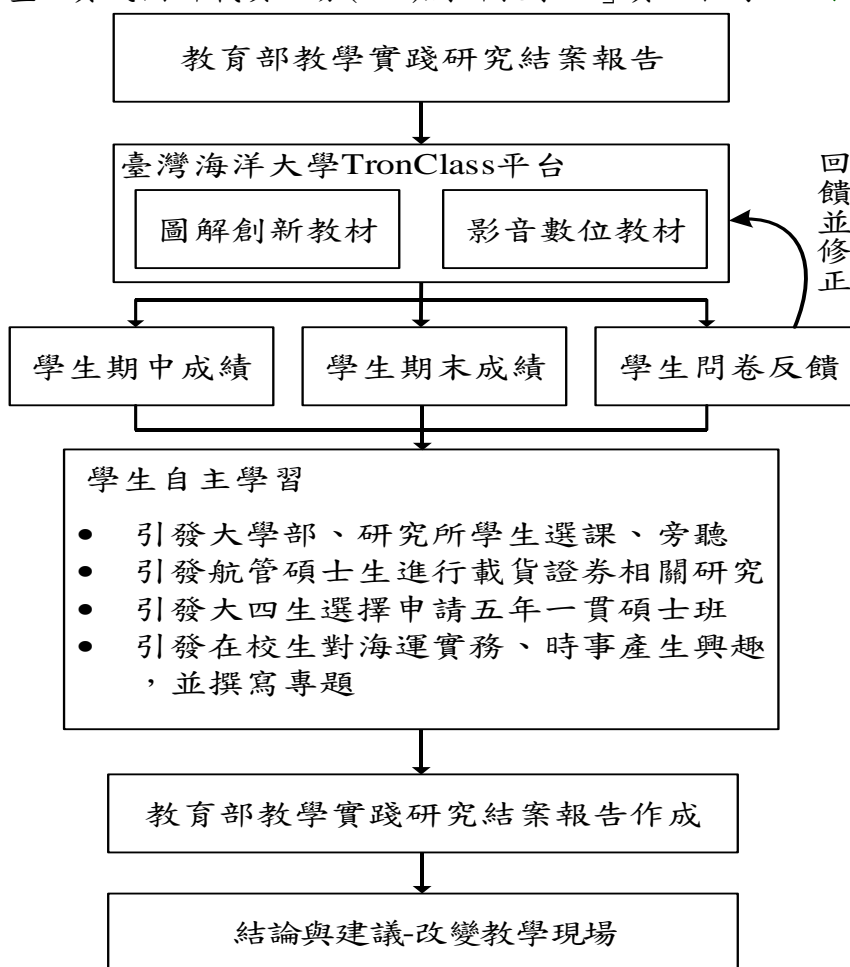 教育部教學實踐研究結案報告
臺灣海洋大學TronClass平台
圖解創新教材
影音數位教材
回饋並修正
學生期中成績
學生期末成績
學生問卷反饋
學生自主學習
• 引發大學部、研究所學生選課、旁聽
• 引發航管碩士生進行載貨證券相關研究
• 引發大四生選擇申請五年一貫碩士班
• 引發在校生對海運實務、時事產生興趣
，並撰寫專題
教育部教學實踐研究結案報告作成
結論與建議-改變教學現場